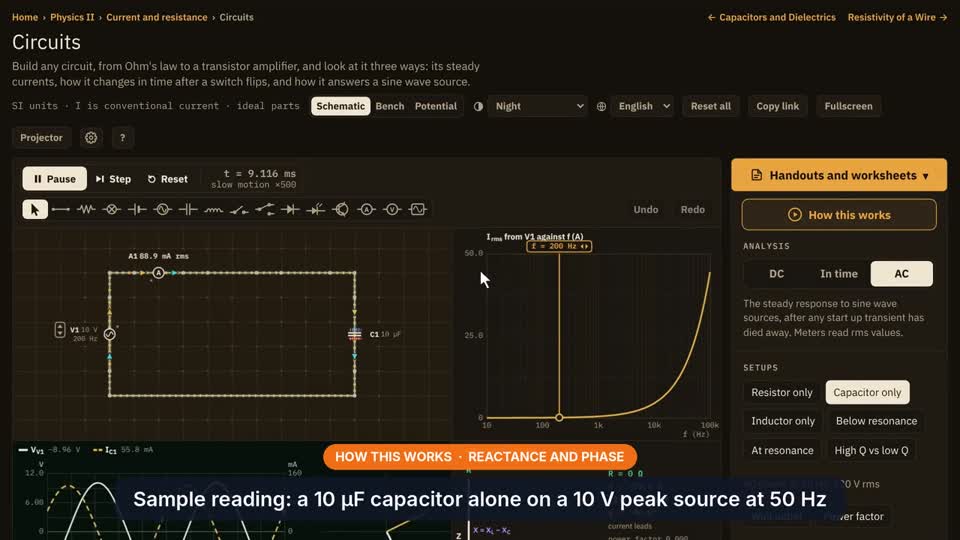 Home › Physics II › Current and resistance › Circuits
← Capacitors and Dielectrics Resistivity of a Wire →
Circuits
Build any circuit, from Ohm's law to a transistor amplifier, and look at it three ways: its steady
currents, how it changes in time after a switch flips, and how it answers a sine wave source.
SI units · I is conventional current · ideal parts
Schematic Bench Potential
Night
English
Reset all
Copy link
Fullscreen
Projector
?
Pause
Step
Reset
t = 9.116 ms
slow motion ×500
Undo
Redo
A1 88.9 mA rms
A
V1 10 V
200 Hz
C1 10 µF
Irms from V1 against f (A)
f = 200 Hz
50.0
25.0
0
10 100 1k 10k 100k
f (Hz)
VV1 −8.96 V IC1 55.8 mA
V
mA
12.0
160
6.00
0
0
R = 0 Ω
X = XL − XC
Z
current leads
power factor 0.000
Handouts and worksheets ▾
How this works
ANALYSIS
DC
In time
AC
The steady response to sine wave
sources, after any start up transient has
died away. Meters read rms values.
SETUPS
Resistor only
Capacitor only
Inductor only
Below resonance
At resonance
High Q vs low Q
V rms
Power factor
HOW THIS WORKS · REACTANCE AND PHASE
Sample reading: a 10 µF capacitor alone on a 10 V peak source at 50 Hz